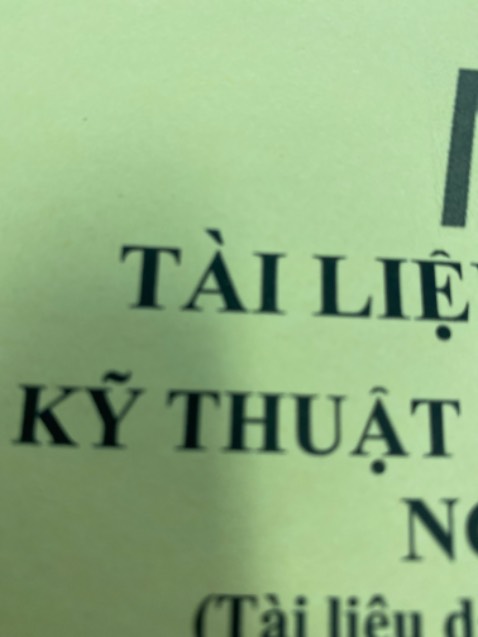 TÀI LIỆ
KỸ THUẬT
N
(Tài liệu d